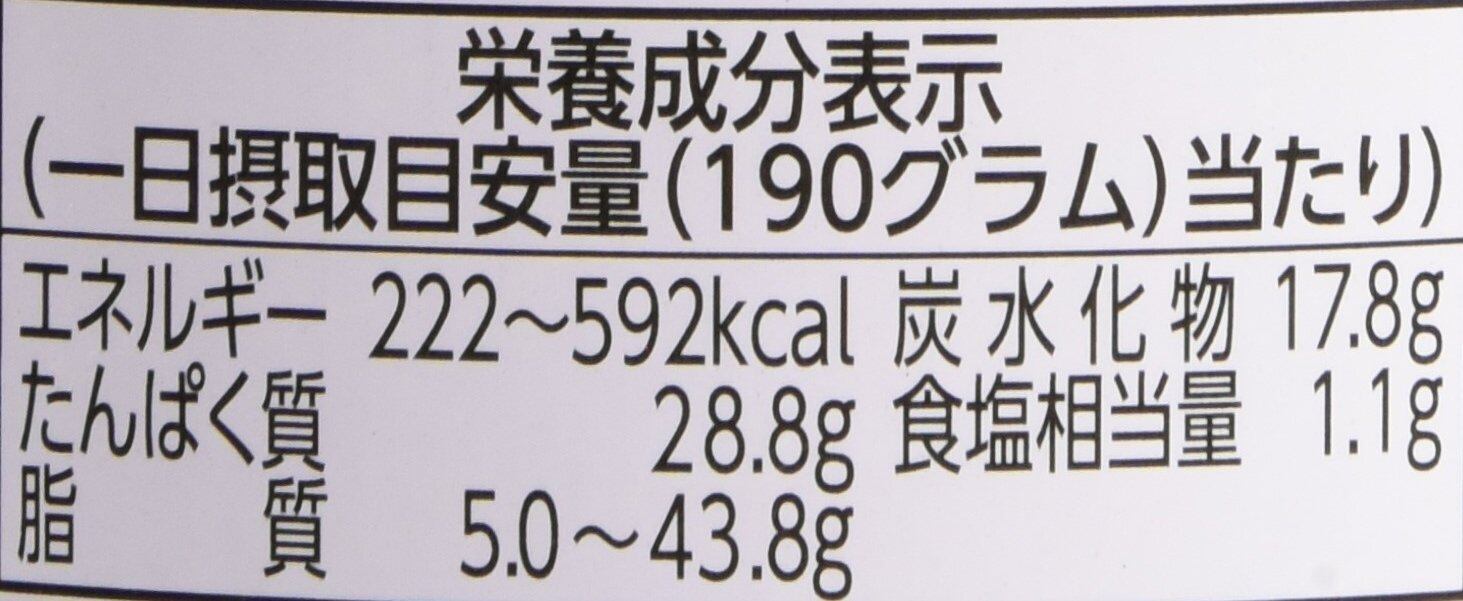 栄養成分表示
(一日摂取目安量(190グラム)当たり)
エネルギー 222〜592kcal 炭水化物 17.8g
たんぱく質 28.8g 食塩相当量 1.1g
脂質 5.0〜43.8g